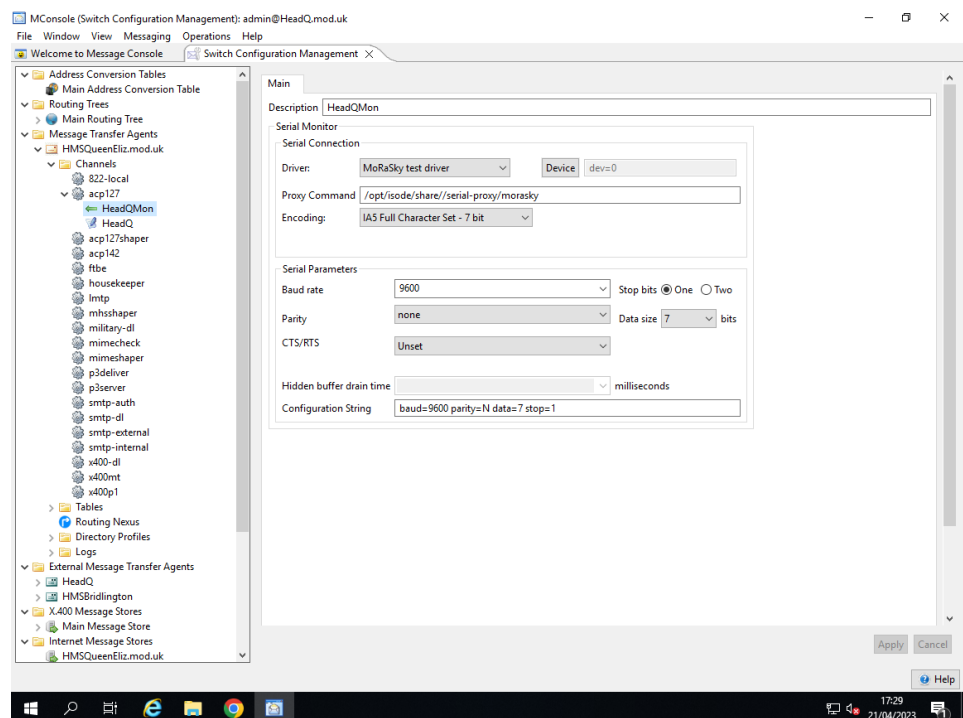 MConsole (Switch Configuration Management): admin@HeadQ.mod.uk
File Window View Messaging Operations Help
Welcome to Message Console
Switch Configuration Management
Address Conversion Tables
Main Address Conversion Table
Routing Trees
Main Routing Tree
Message Transfer Agents
HMSQueenEliz.mod.uk
Channels
822-local
acp127
HeadQMon
HeadQ
acp127shaper
acp142
ftbe
housekeeper
lmtp
mhsshaper
military-dl
mimecheck
mimeshaper
p3deliver
p3server
smtp-auth
smtp-dl
smtp-external
smtp-internal
x400-dl
x400mt
x400p1
Tables
Routing Nexus
Directory Profiles
Logs
External Message Transfer Agents
HeadQ
HMSBridlington
X.400 Message Stores
Main Message Store
Internet Message Stores
HMSQueenEliz.mod.uk
Main
Description HeadQMon
Serial Monitor
Serial Connection
Driver: MoRaSky test driver Device dev=0
Proxy Command /opt/isode/share//serial-proxy/morasky
Encoding: IA5 Full Character Set - 7 bit
Serial Parameters
Baud rate 9600 Stop bits One Two
Parity none Data size 7 bits
CTS/RTS Unset
Hidden buffer drain time milliseconds
Configuration String baud=9600 parity=N data=7 stop=1
Apply Cancel
Help
17:29
21/04/2023
1